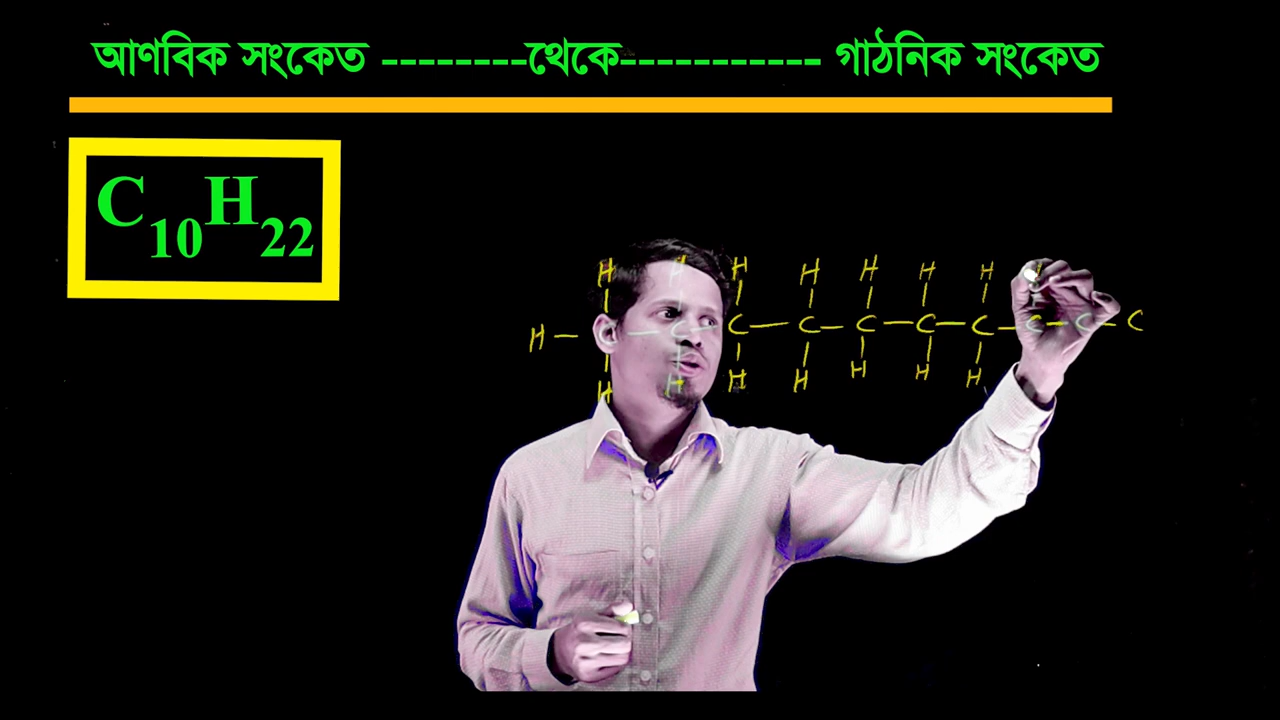 আণবিক সংকেত --------থেকে----------- গাঠনিক সংকেত
C₁₀H₂₂
H H H H H H H H
H – C – C – C – C – C – C – C – C – C – C
H H H H H H H